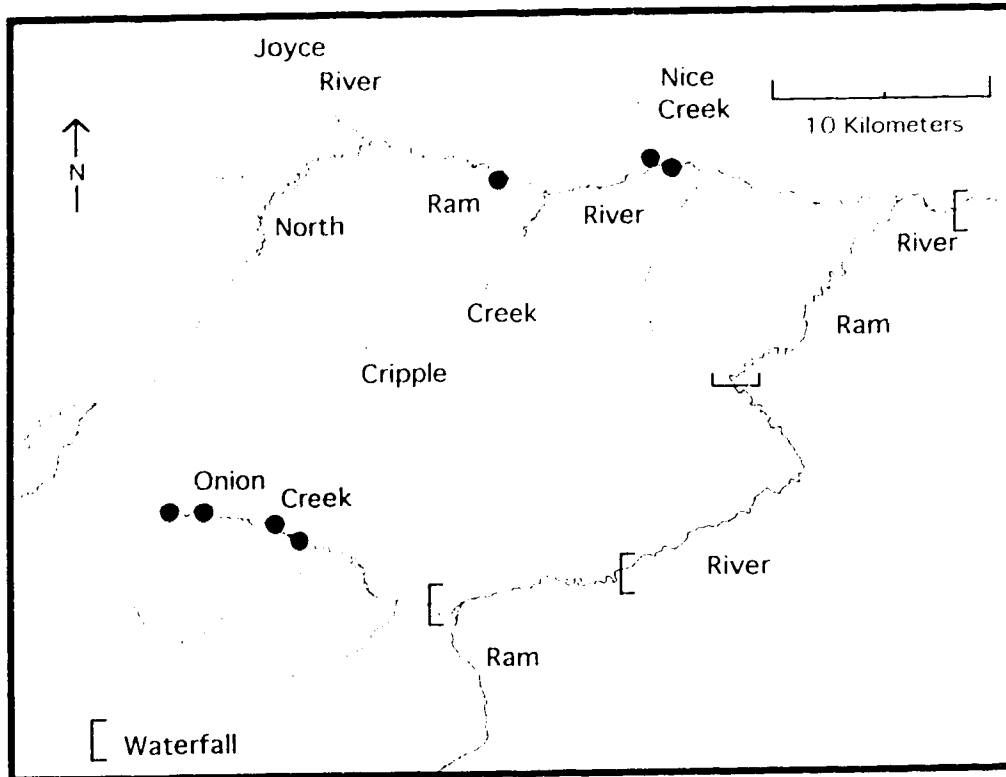 Joyce
River
Nice
Creek
10 Kilometers
N
North
Ram
River
River
Creek
Ram
Cripple
Onion
Creek
River
Ram
Waterfall